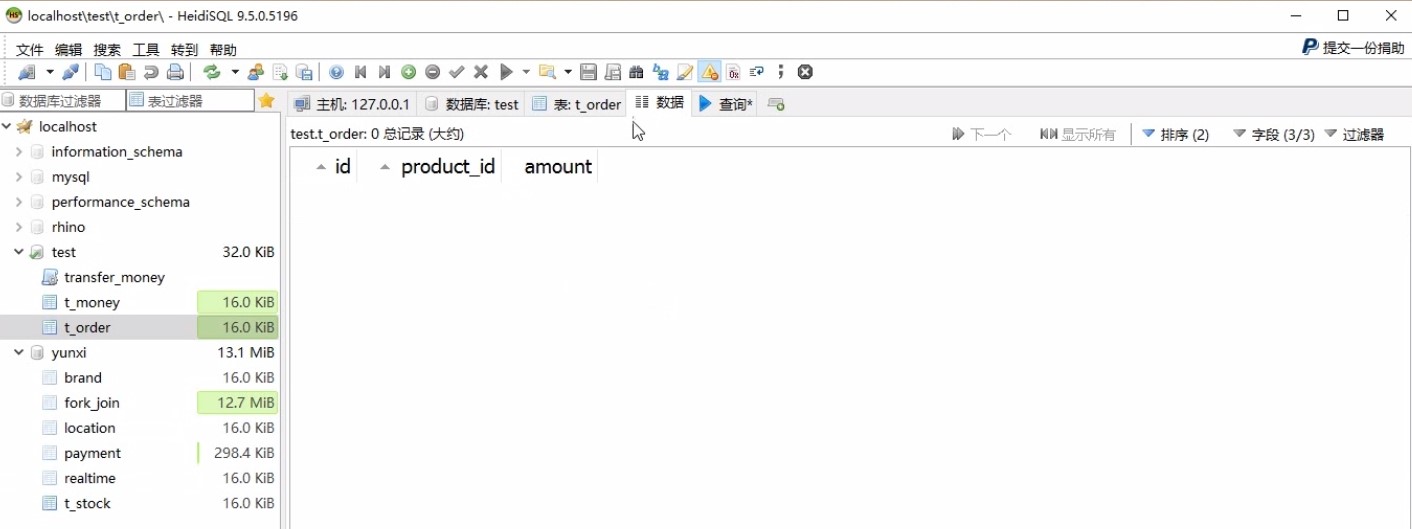 localhost\test\t_order\ - HeidiSQL 9.5.0.5196
文件 编辑 搜索 工具 转到 帮助
提交一份捐助
数据库过滤器 表过滤器
主机: 127.0.0.1 数据库: test 表: t_order 数据 查询*
test.t_order: 0 总记录 (大约)
下一个 显示所有 排序 (2) 字段 (3/3) 过滤器
id product_id amount
localhost
information_schema
mysql
performance_schema
rhino
test 32.0 KiB
transfer_money
t_money 16.0 KiB
t_order 16.0 KiB
yunxi 13.1 MiB
brand 16.0 KiB
fork_join 12.7 MiB
location 16.0 KiB
payment 298.4 KiB
realtime 16.0 KiB
t_stock 16.0 KiB